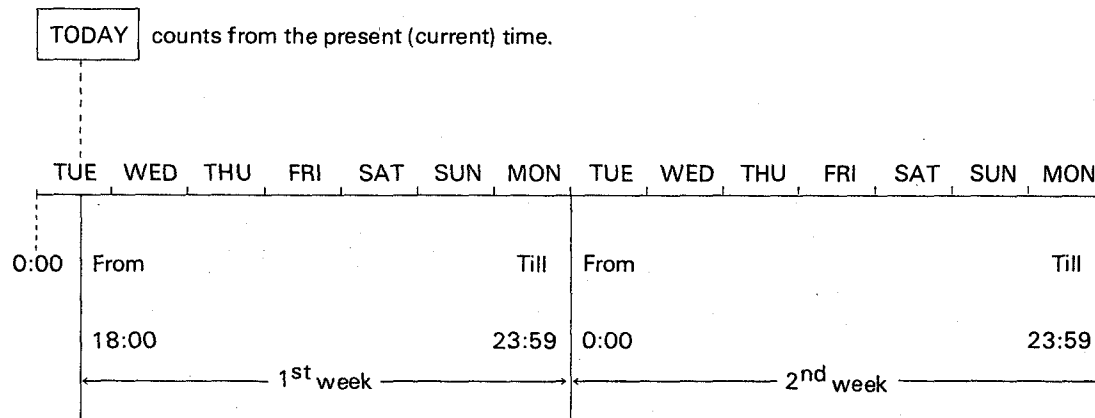 TODAY counts from the present (current) time.
TUE WED THU FRI SAT SUN MON TUE WED THU FRI SAT SUN MON
0:00 From Till From Till
18:00 23:59 0:00 23:59
1st week 2nd week